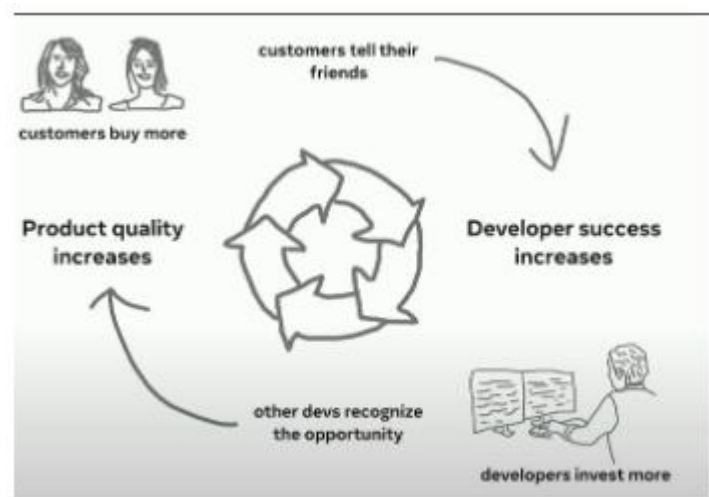 customers tell their
friends
customers buy more
Product quality
increases
Developer success
increases
other devs recognize
the opportunity
developers invest more